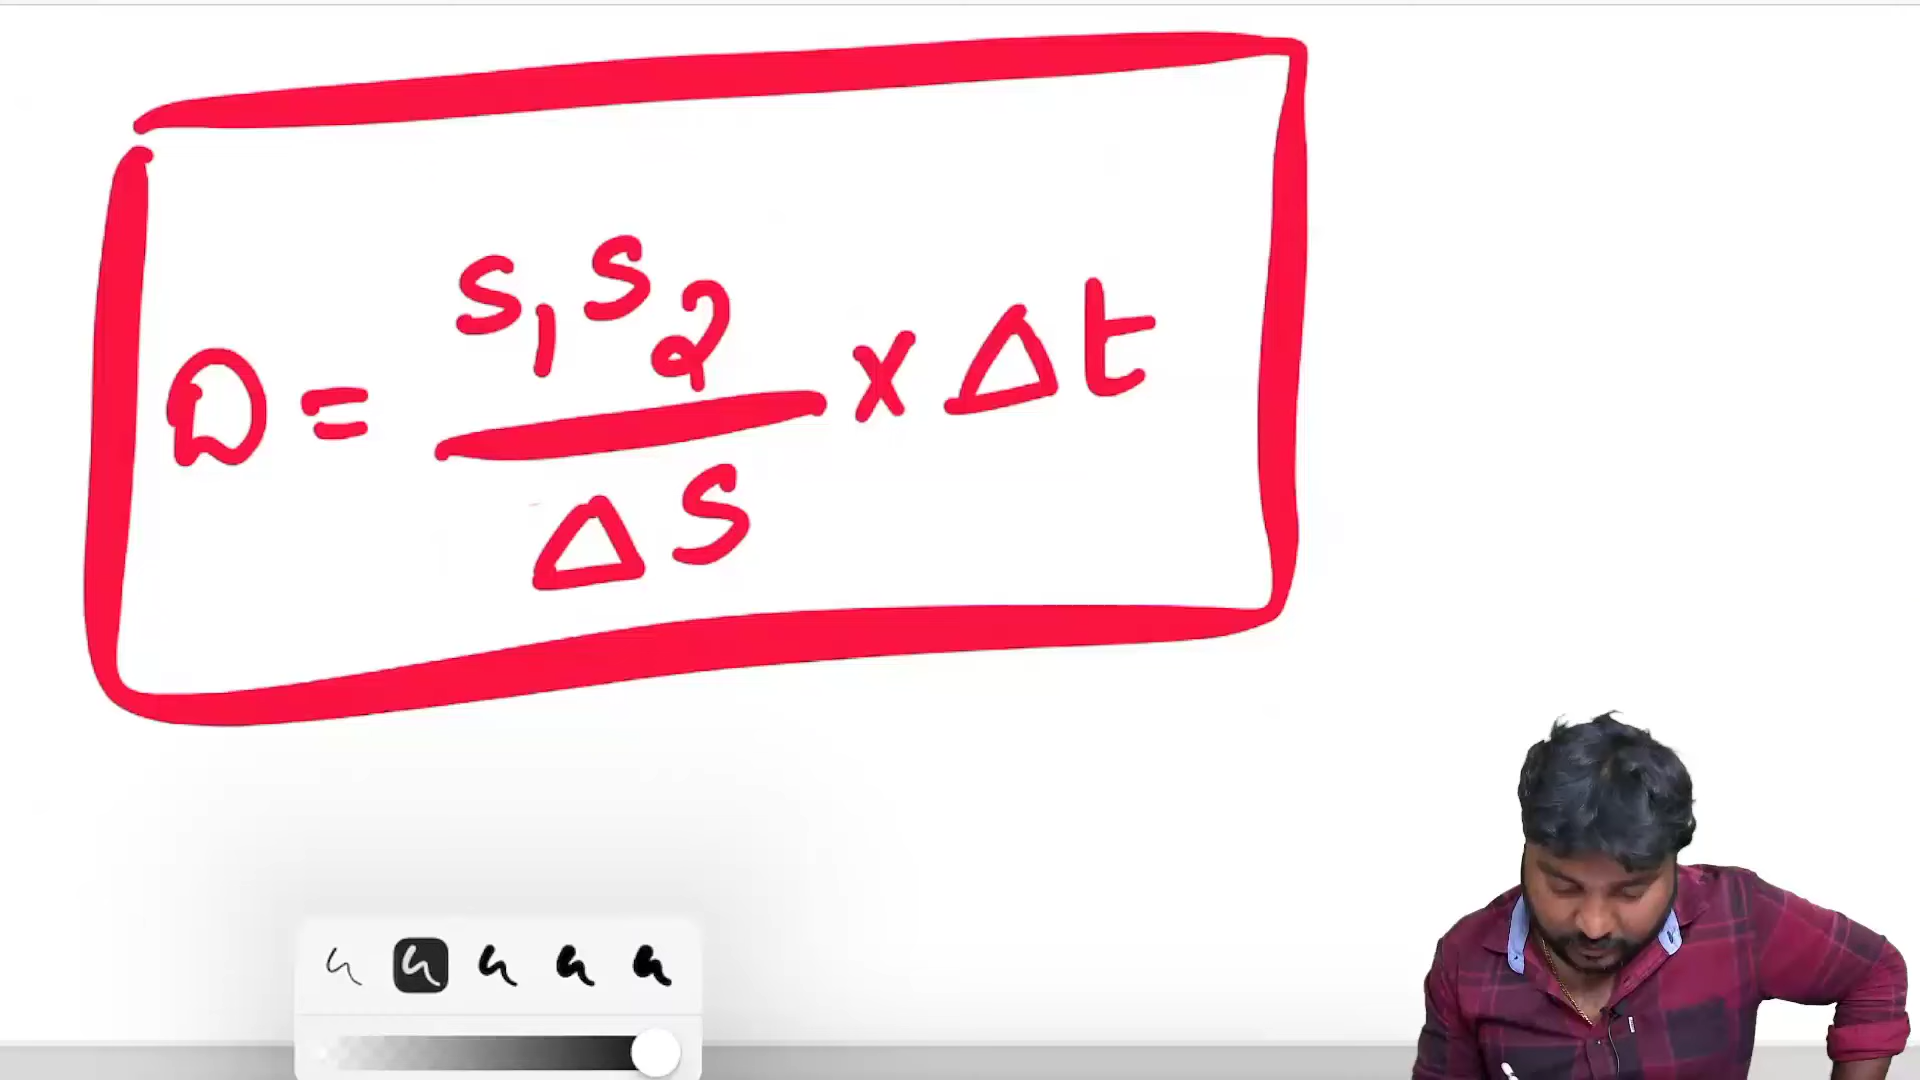 D = S₁S₂ / ΔS × Δt